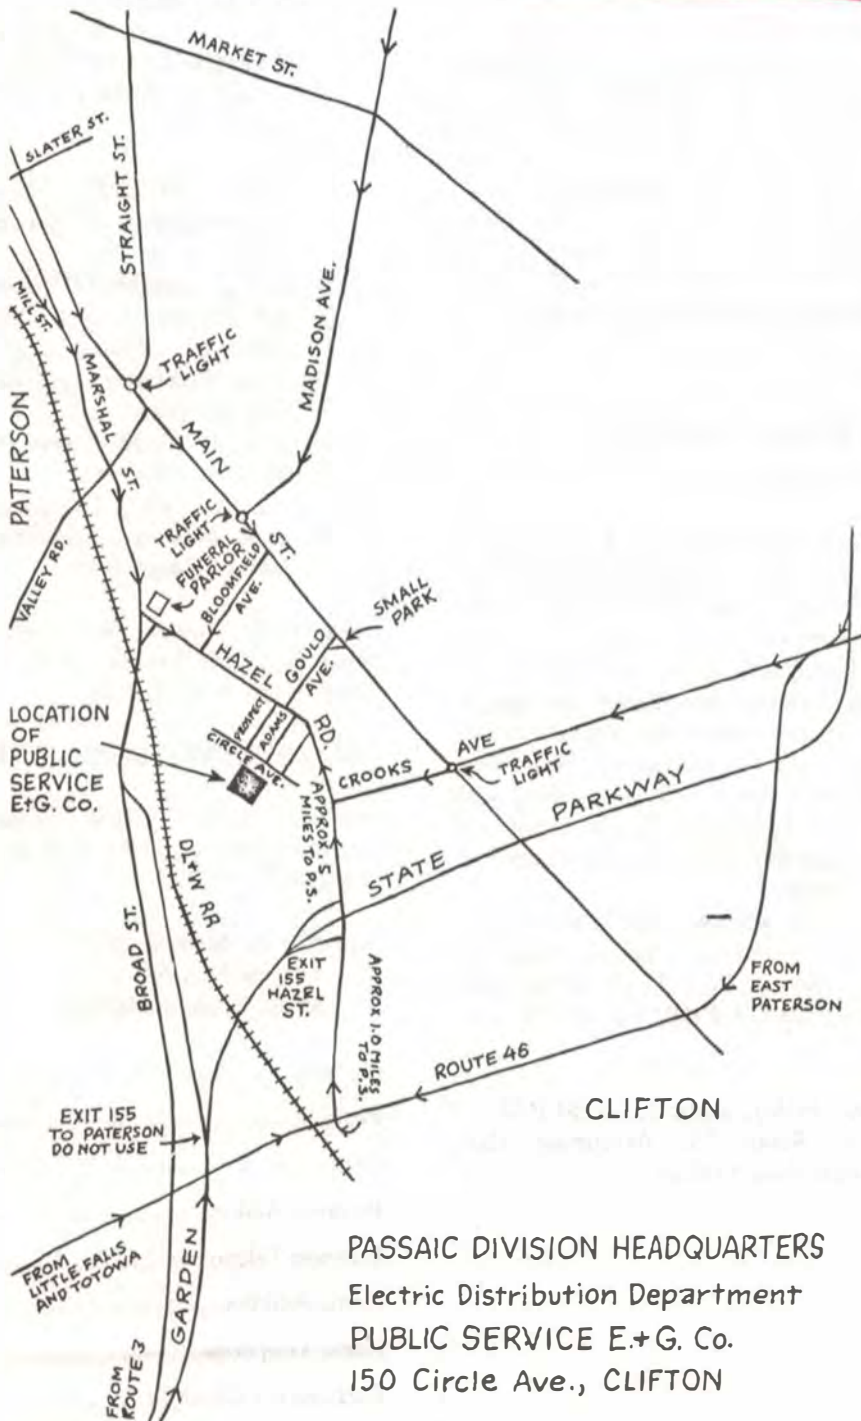 MARKET ST.
SLATER ST.
STRAIGHT ST.
MADISON AVE.
MILL ST.
TRAFFIC
LIGHT
MARSHAL ST.
PATERSON
MAIN ST.
VALLEY RD.
TRAFFIC
LIGHT
FUNERAL
PARLOR
BLOOMFIELD
AVE.
SMALL
PARK
GOULD
AVE.
HAZEL RD.
PROSPECT
ADAMS
CIRCLE AVE.
LOCATION
OF
PUBLIC
SERVICE
E+G. Co.
CROOKS AVE
TRAFFIC
LIGHT
APPROX .5
MILES TO P.S.
STATE PARKWAY
DL+W RR
BROAD ST.
EXIT
155
HAZEL
ST.
APPROX 1.0 MILES
TO P.S.
FROM
EAST
PATERSON
ROUTE 46
CLIFTON
EXIT 155
TO PATERSON
DO NOT USE
FROM
LITTLE FALLS
AND TOTOWA
GARDEN
FROM
ROUTE 3
PASSAIC DIVISION HEADQUARTERS
Electric Distribution Department
PUBLIC SERVICE E.+G. Co.
150 Circle Ave., CLIFTON